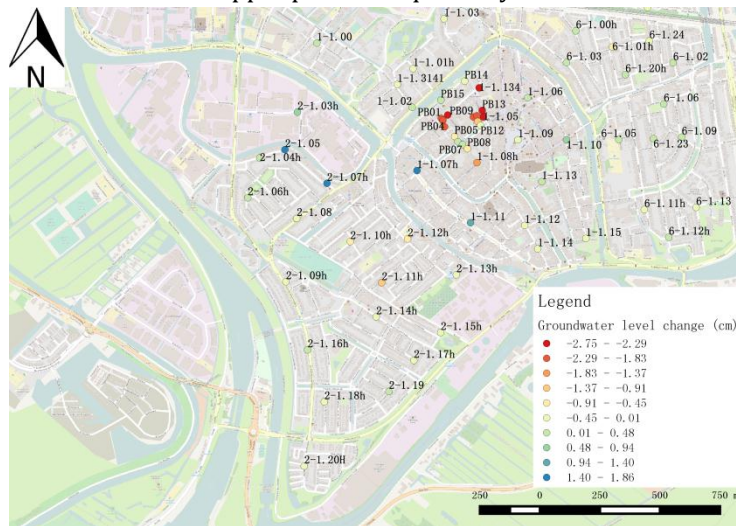 1-1.03
6-1.00h
6-1.24
1-1.00
6-1.01h
6-1.03
6-1.02
1-1.01h
6-1.20h
PB14
1-1.3141
1-1.134
PB15
1-1.06
6-1.06
1-1.02
2-1.03h
PB13
PB01
PB09
1-1.05
PB04
PB05
PB12
1-1.09
1-1.10
6-1.05
6-1.09
6-1.23
2-1.05
PB07
PB08
2-1.04h
1-1.07h
1-1.08h
2-1.07h
1-1.13
2-1.06h
6-1.11h
6-1.13
2-1.08
1-1.11
1-1.12
2-1.10h
2-1.12h
1-1.15
6-1.12h
1-1.14
2-1.09h
2-1.11h
2-1.13h
2-1.14h
2-1.15h
2-1.16h
2-1.17h
2-1.19
2-1.18h
2-1.20H
N
Legend
Groundwater level change (cm)
-2.75 - -2.29
-2.29 - -1.83
-1.83 - -1.37
-1.37 - -0.91
-0.91 - -0.45
-0.45 - 0.01
0.01 - 0.48
0.48 - 0.94
0.94 - 1.40
1.40 - 1.86
250 0 250 500 750 m